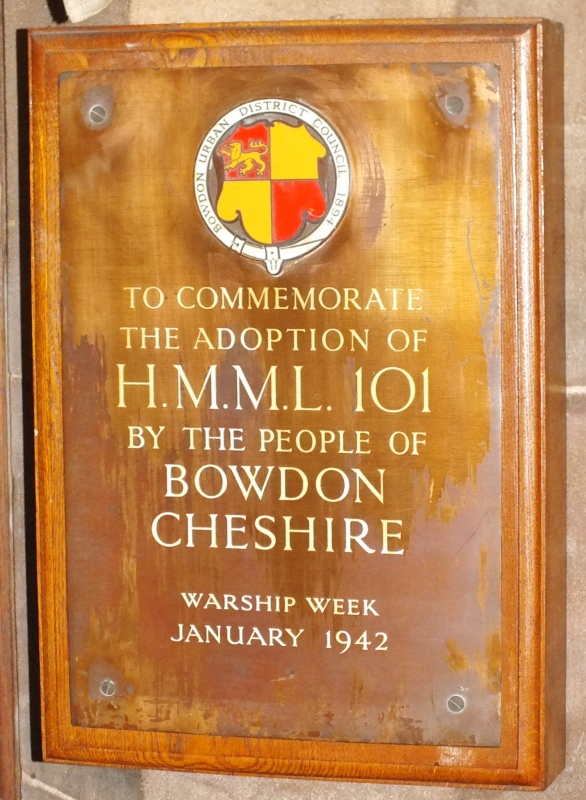 BOWDON URBAN DISTRICT COUNCIL 1894
TO COMMEMORATE
THE ADOPTION OF
H.M.M.L. 101
BY THE PEOPLE OF
BOWDON
CHESHIRE
WARSHIP WEEK
JANUARY 1942